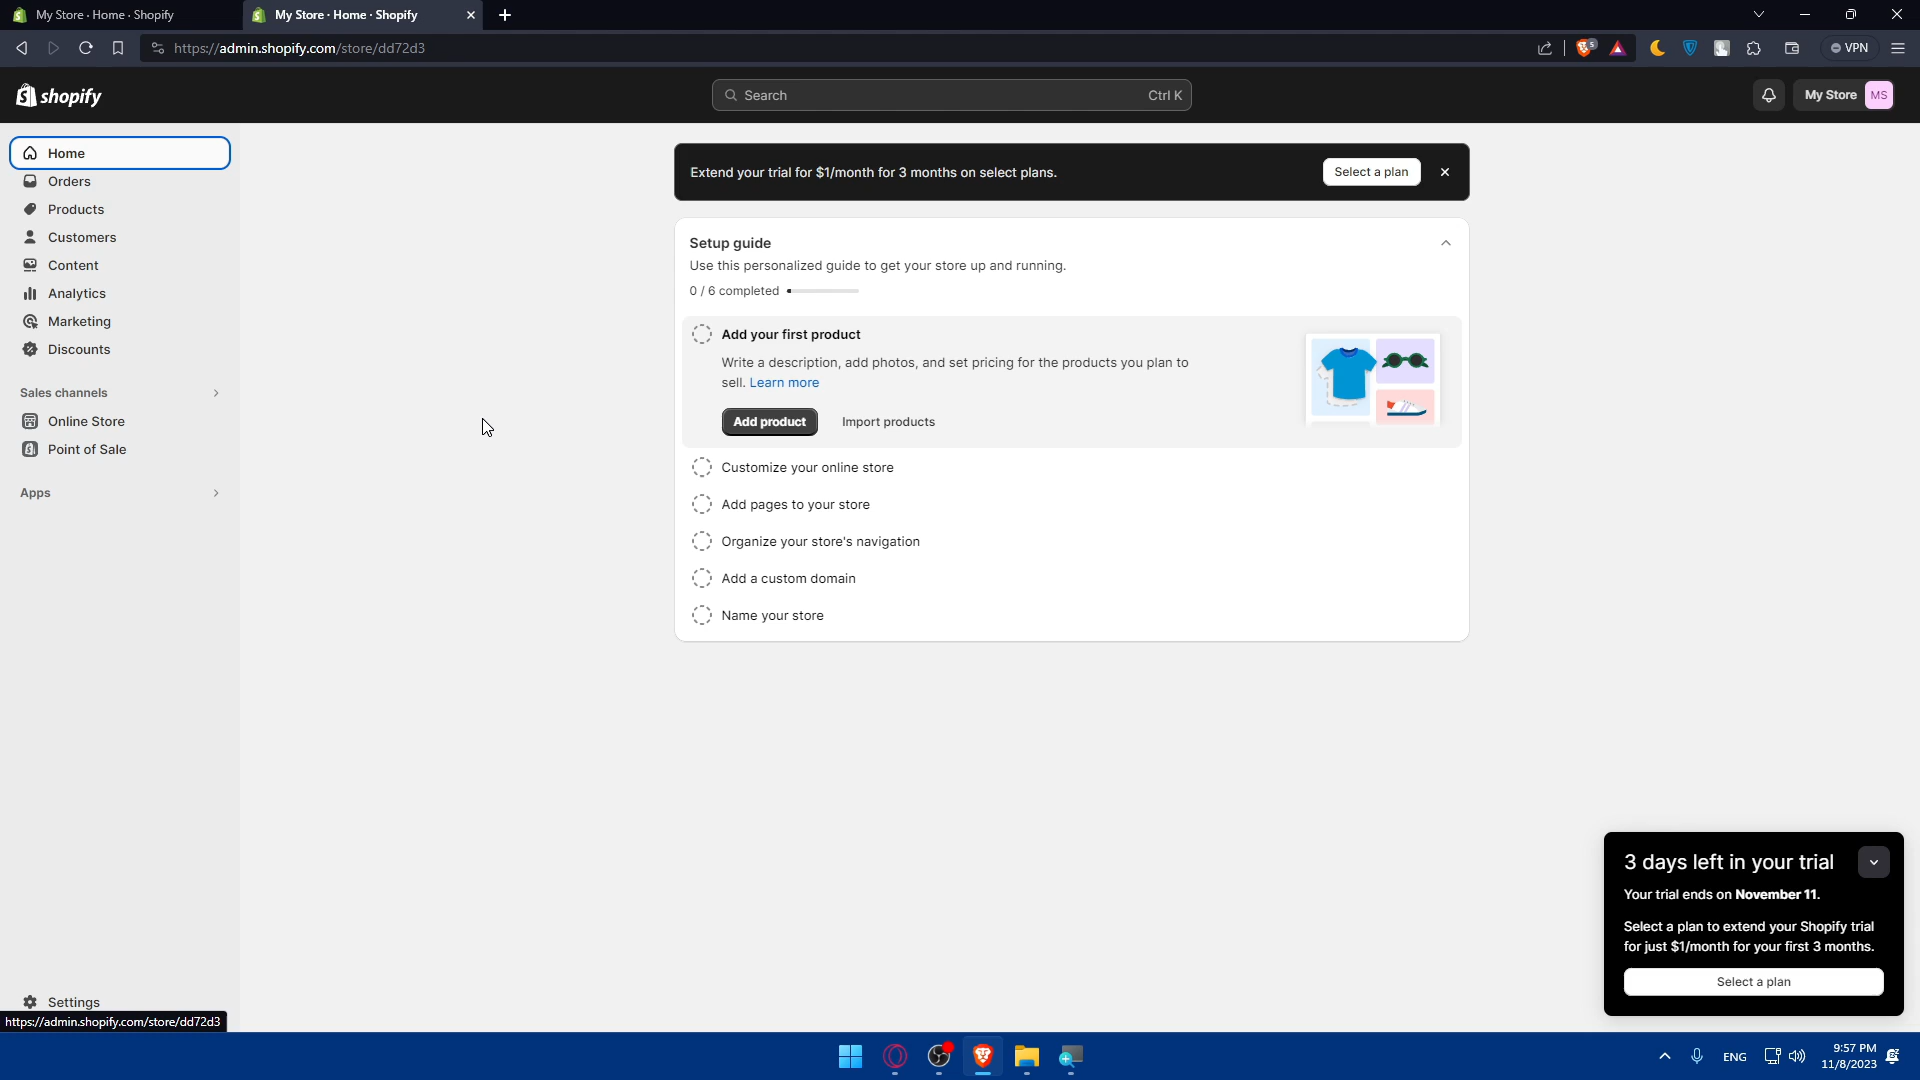 My Store · Home · Shopify
My Store · Home · Shopify
https://admin.shopify.com/store/dd72d3
5
VPN
shopify
Search
Ctrl K
My Store
MS
Home
Orders
Products
Customers
Content
Analytics
Marketing
Discounts
Sales channels
Online Store
Point of Sale
Apps
Settings
https://admin.shopify.com/store/dd72d3
Extend your trial for $1/month for 3 months on select plans.
Select a plan
Setup guide
Use this personalized guide to get your store up and running.
0 / 6 completed
Add your first product
Write a description, add photos, and set pricing for the products you plan to
sell. Learn more
Add product
Import products
Customize your online store
Add pages to your store
Organize your store's navigation
Add a custom domain
Name your store
3 days left in your trial
Your trial ends on November 11.
Select a plan to extend your Shopify trial
for just $1/month for your first 3 months.
Select a plan
ENG
9:57 PM
11/8/2023